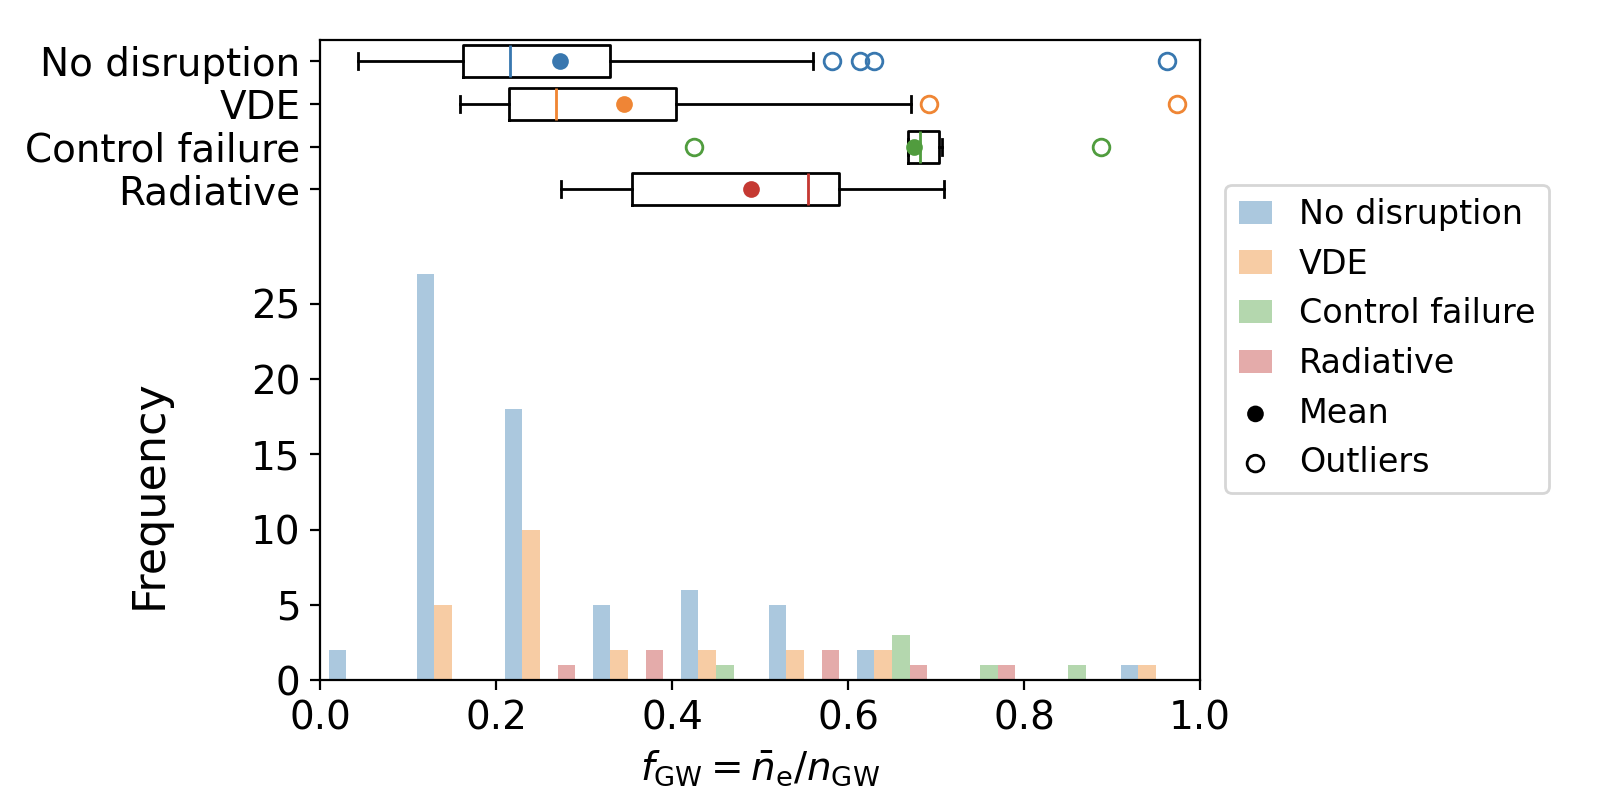 No disruption
VDE
Control failure
Radiative
25
20
15
10
5
0
Frequency
0.0 0.2 0.4 0.6 0.8 1.0
f_GW = n̄_e/n_GW
No disruption
VDE
Control failure
Radiative
Mean
Outliers